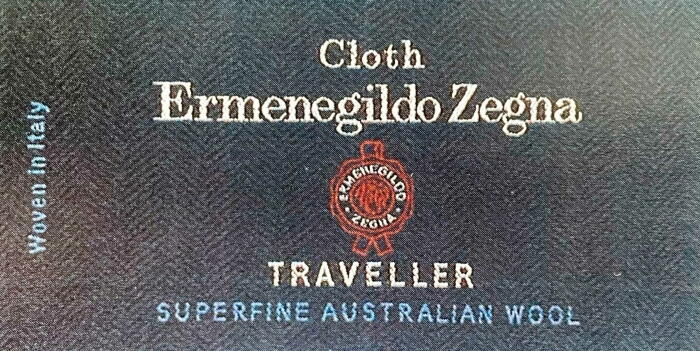 Cloth
Ermenegildo Zegna
ERMENEGILDO
ZEGNA
TRAVELLER
SUPERFINE AUSTRALIAN WOOL
Woven in Italy